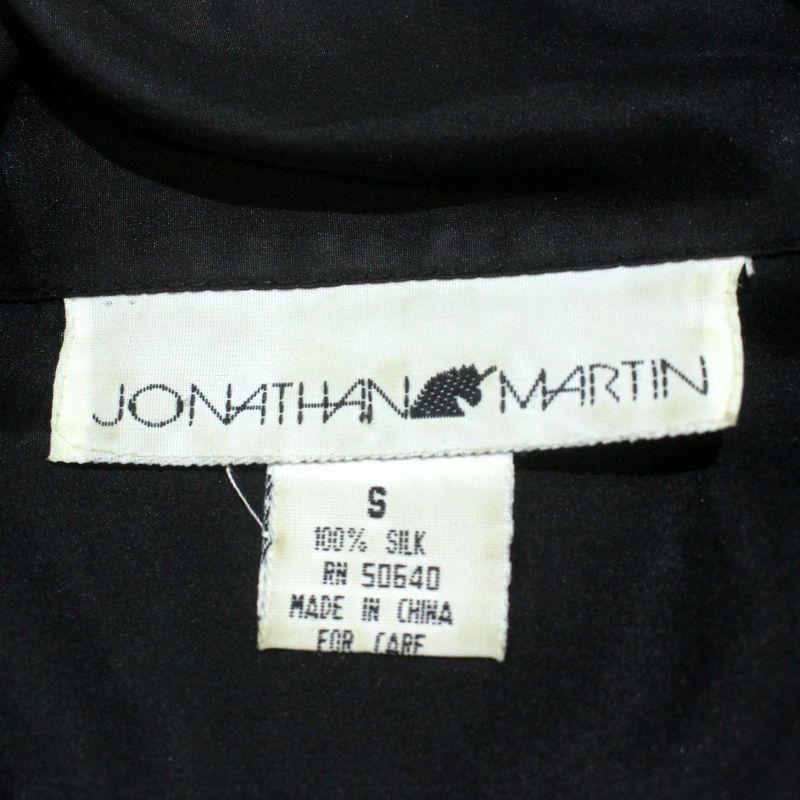 JONATHAN MARTIN
S
100% SILK
RN 50640
MADE IN CHINA
FOR CARE